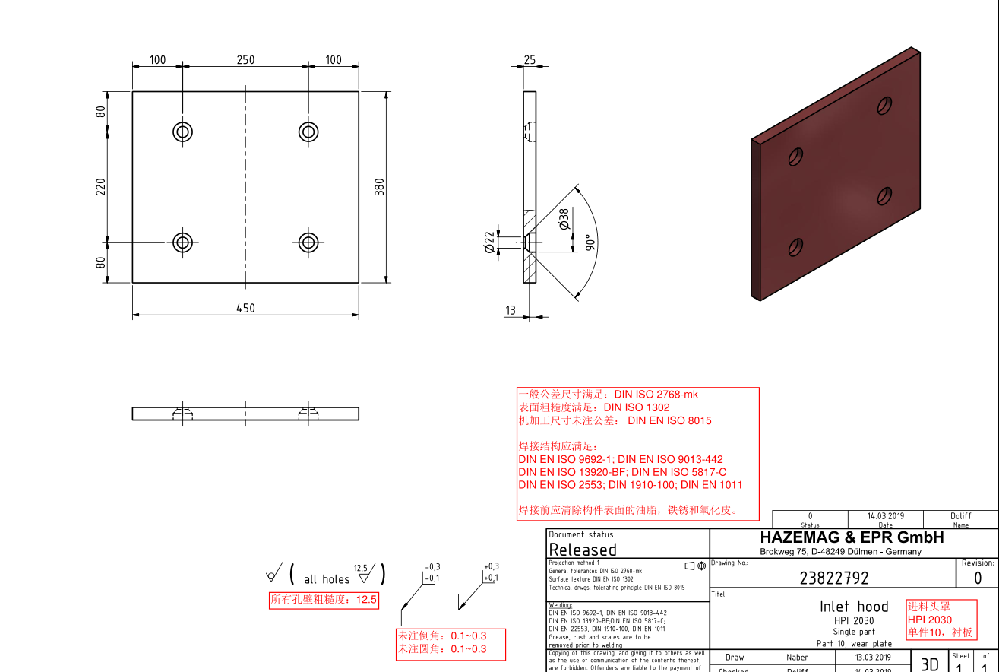 100
250
100
25
80
220
80
380
450
Ø22
Ø38
90°
13
一般公差尺寸满足：DIN ISO 2768-mk
表面粗糙度满足：DIN ISO 1302
机加工尺寸未注公差： DIN EN ISO 8015
焊接结构应满足：
DIN EN ISO 9692-1; DIN EN ISO 9013-442
DIN EN ISO 13920-BF; DIN EN ISO 5817-C
DIN EN ISO 2553; DIN 1910-100; DIN EN 1011
焊接前应清除构件表面的油脂，铁锈和氧化皮。
0
14.03.2019
Doliff
Status
Date
Name
Document status
Released
HAZEMAG & EPR GmbH
Brokweg 75, D-48249 Dülmen - Germany
Projection method 1
General tolerances DIN ISO 2768-mk
Surface texture DIN EN ISO 1302
Technical drwgs; tolerating principle DIN EN ISO 8015
Drawing No.:
23822792
Revision:
0
( all holes 12,5 )
所有孔壁粗糙度：12.5
-0,3
-0,1
+0,3
+0,1
未注倒角：0.1~0.3
未注圆角：0.1~0.3
Welding:
DIN EN ISO 9692-1; DIN EN ISO 9013-442
DIN EN ISO 13920-BF;DIN EN ISO 5817-C;
DIN EN 22553; DIN 1910-100; DIN EN 1011
Grease, rust and scales are to be
removed prior to welding
Titel:
Inlet hood
HPI 2030
Single part
Part 10, wear plate
进料头罩
HPI 2030
单件10，衬板
Copying of this drawing, and giving it to others as well
as the use of communication of the contents thereof,
are forbidden. Offenders are liable to the payment of
Draw
Naber
13.03.2019
3D
Sheet
of
1
1
Checked
Doliff
14.03.2019